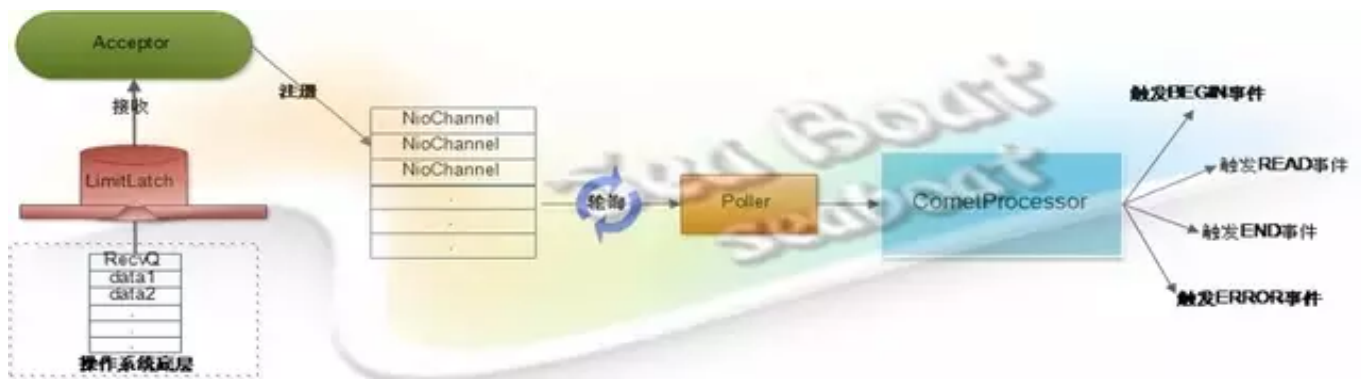 Acceptor
接收
注册
LimitLatch
RecvQ
data1
data2
.
.
.
操作系统底层
NioChannel
NioChannel
NioChannel
.
.
.
轮询
Poller
CometProcessor
触发BEGIN事件
触发READ事件
触发END事件
触发ERROR事件
seaboat